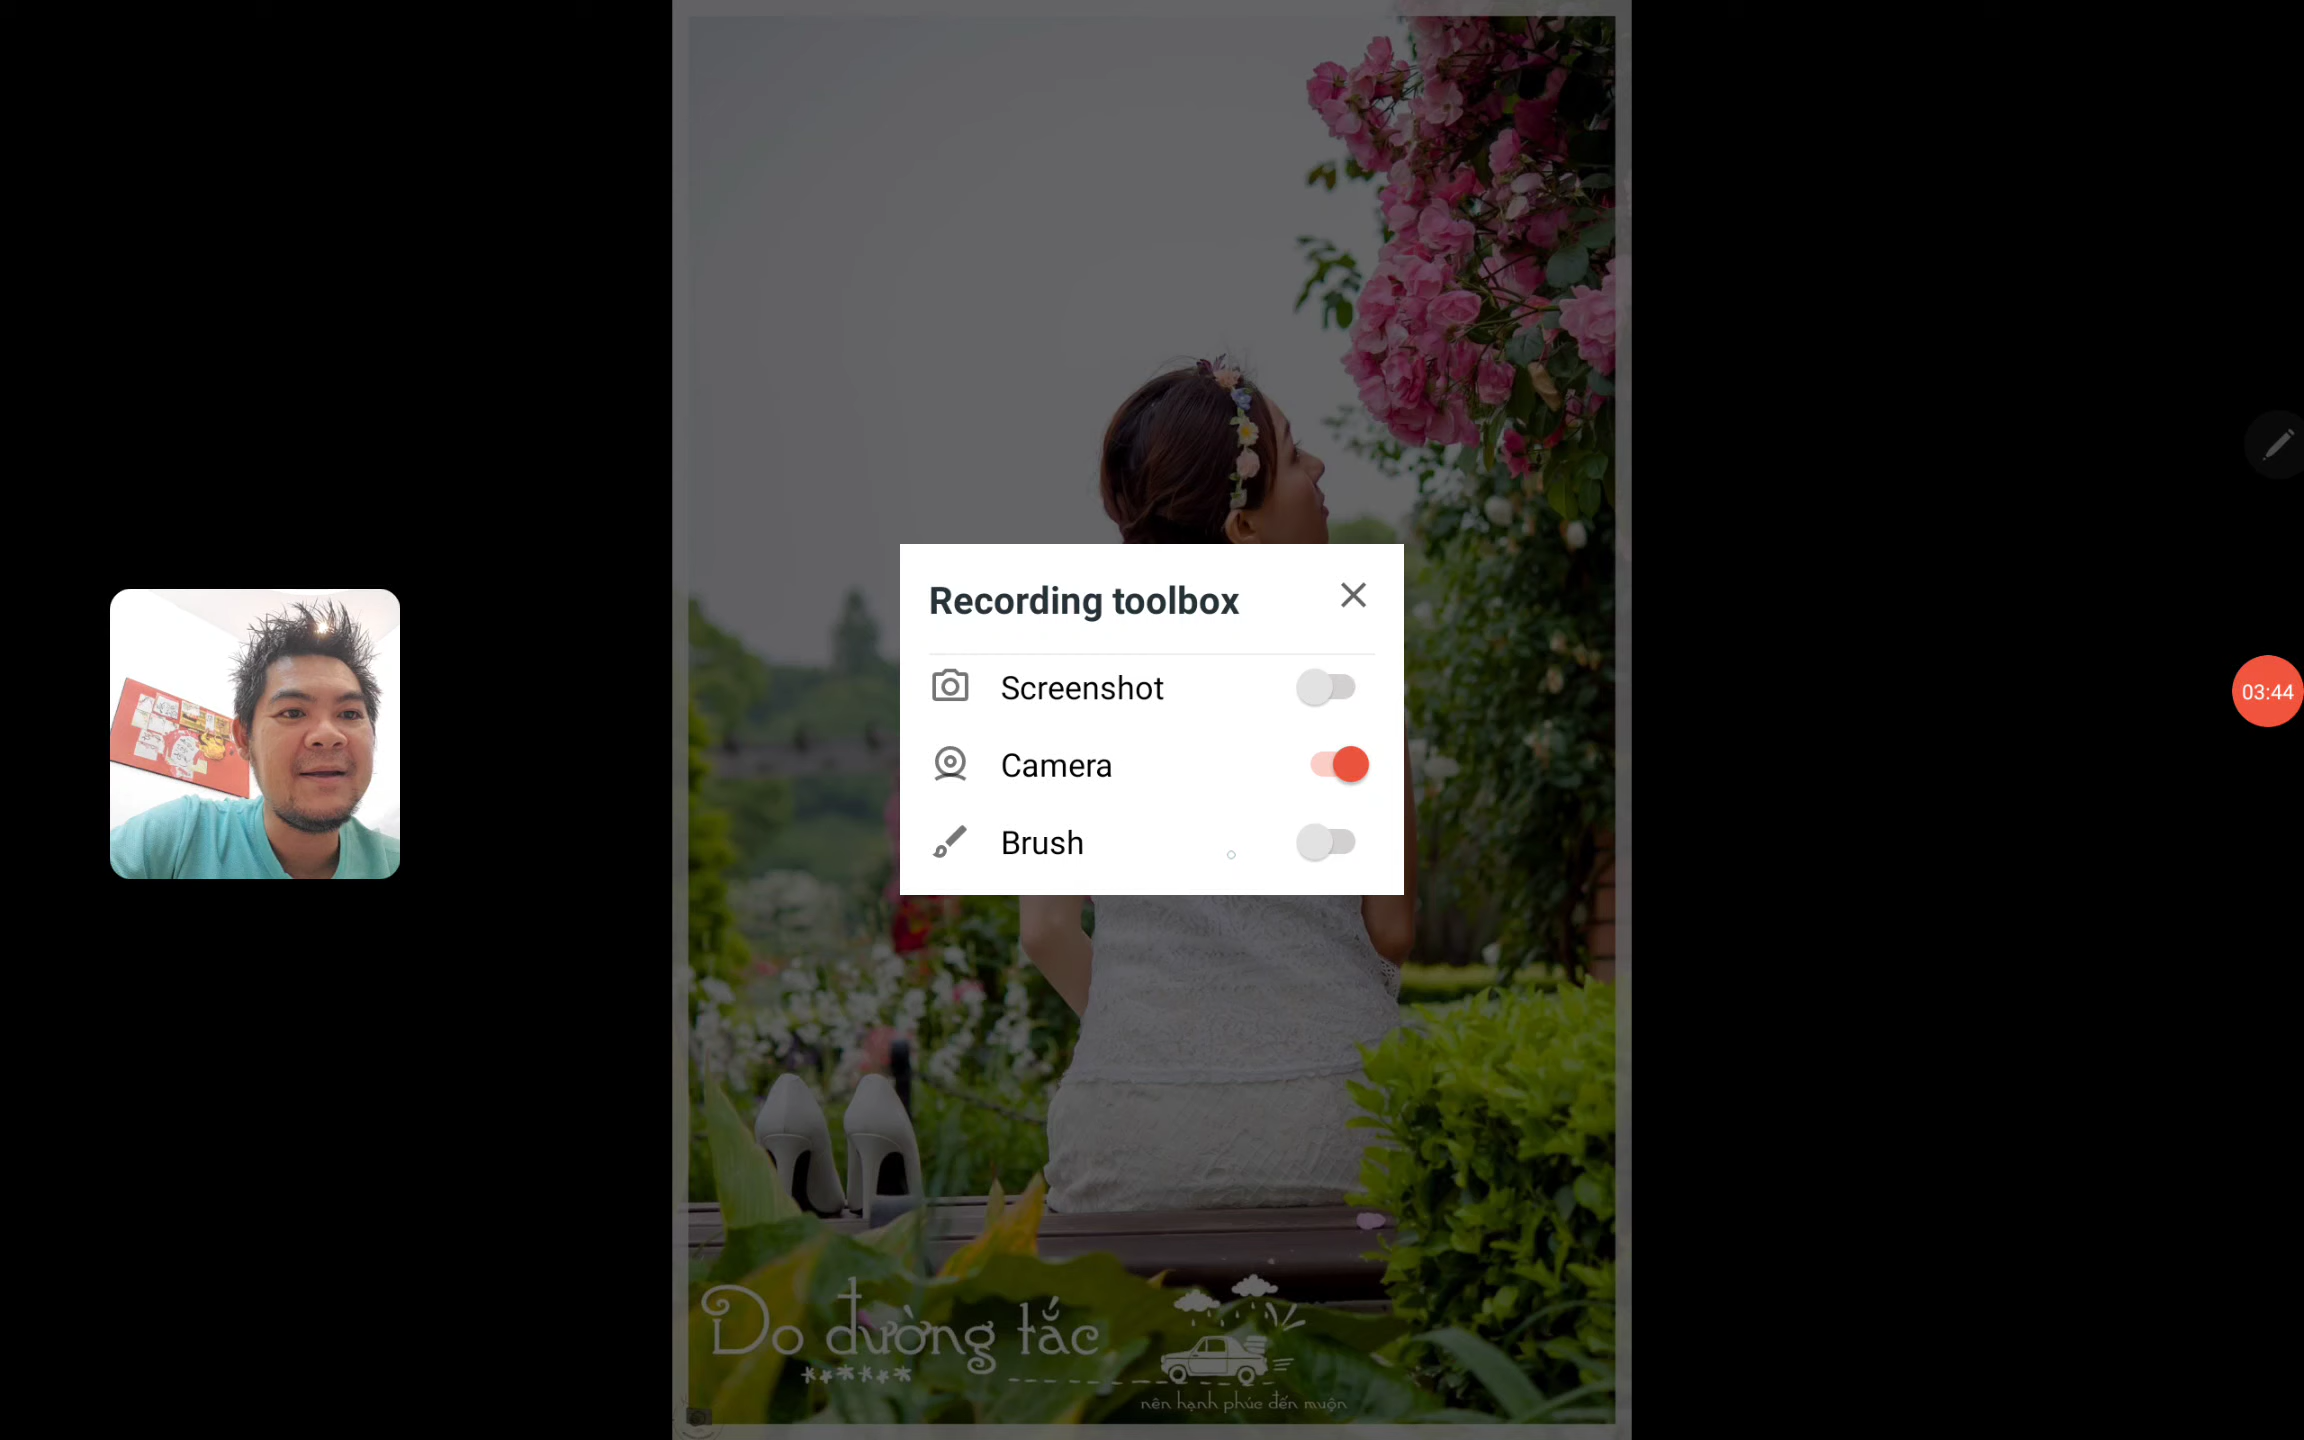 Recording toolbox
Screenshot
Camera
Brush
03:44
Do đường tắc
nên hạnh phúc đến muộn